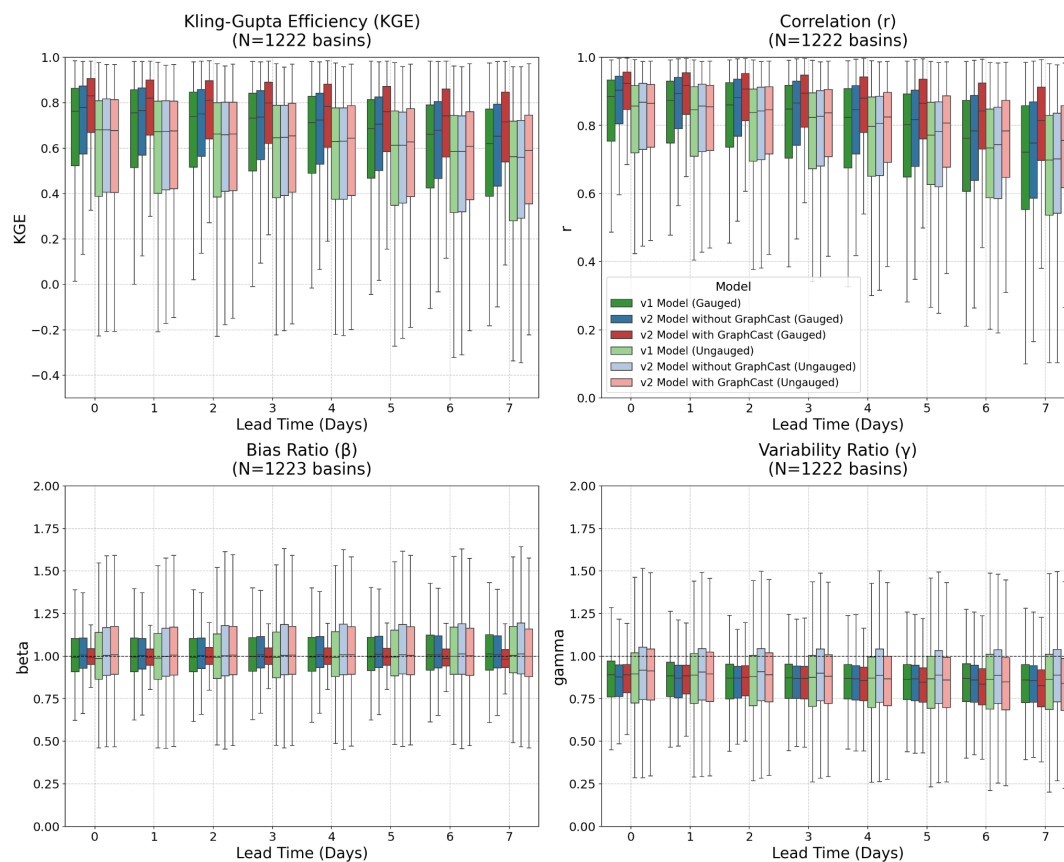 Kling-Gupta Efficiency (KGE)
(N=1222 basins)
1.0
0.8
0.6
0.4
0.2
0.0
−0.2
−0.4
KGE
0 1 2 3 4 5 6 7
Lead Time (Days)
Correlation (r)
(N=1222 basins)
1.0
0.8
0.6
0.4
0.2
0.0
r
Model
v1 Model (Gauged)
v2 Model without GraphCast (Gauged)
v2 Model with GraphCast (Gauged)
v1 Model (Ungauged)
v2 Model without GraphCast (Ungauged)
v2 Model with GraphCast (Ungauged)
0 1 2 3 4 5 6 7
Lead Time (Days)
Bias Ratio (β)
(N=1223 basins)
2.00
1.75
1.50
1.25
1.00
0.75
0.50
0.25
0.00
beta
0 1 2 3 4 5 6 7
Lead Time (Days)
Variability Ratio (γ)
(N=1222 basins)
2.00
1.75
1.50
1.25
1.00
0.75
0.50
0.25
0.00
gamma
0 1 2 3 4 5 6 7
Lead Time (Days)